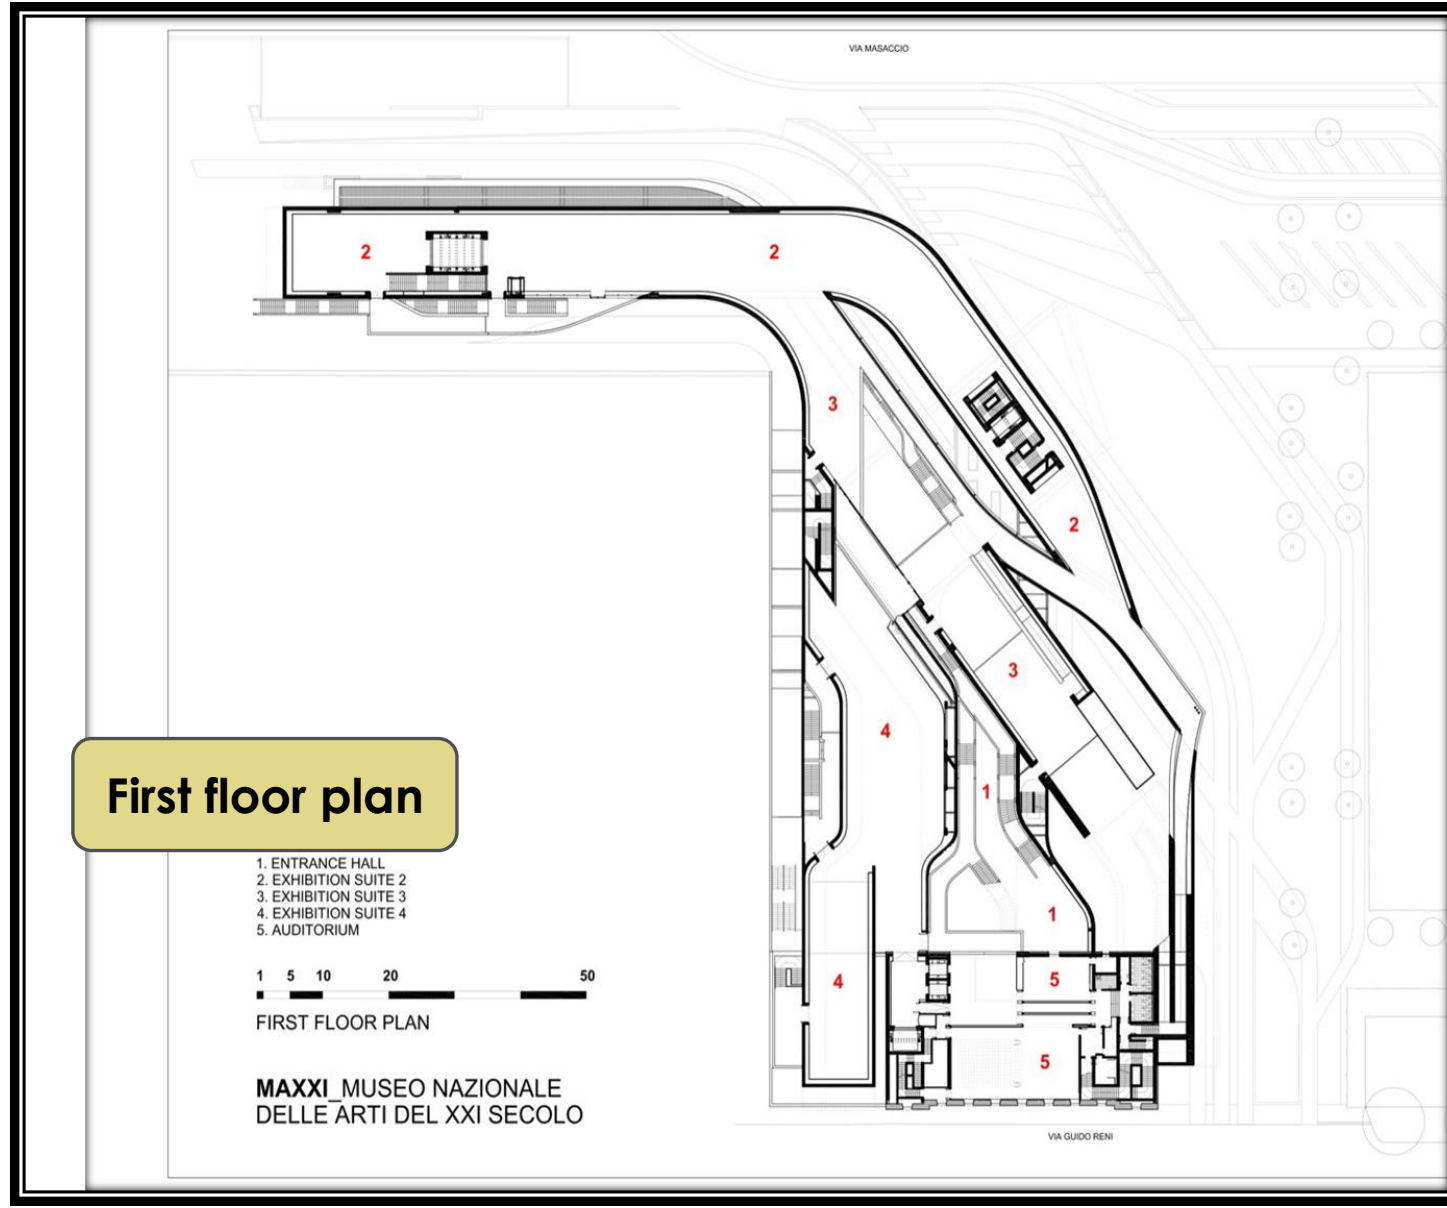 VIA MASACCIO
2
2
3
2
3
4
1
1
4
5
5
First floor plan
1. ENTRANCE HALL
2. EXHIBITION SUITE 2
3. EXHIBITION SUITE 3
4. EXHIBITION SUITE 4
5. AUDITORIUM
1 5 10 20 50
FIRST FLOOR PLAN
MAXXI_MUSEO NAZIONALE
DELLE ARTI DEL XXI SECOLO
VIA GUIDO RENI